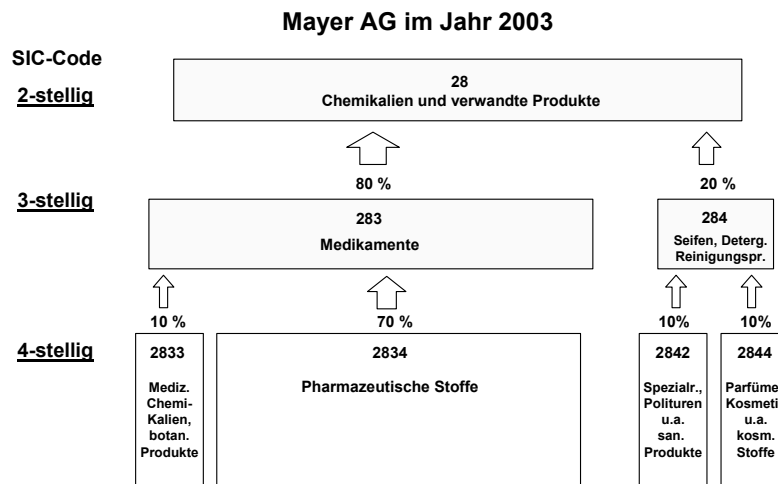 Mayer AG im Jahr 2003
SIC-Code
2-stellig
28
Chemikalien und verwandte Produkte
80 %
20 %
3-stellig
283
Medikamente
284
Seifen, Deterg.
Reinigungspr.
10 %
70 %
10%
10%
4-stellig
2833
Mediz.
Chemi-
Kalien,
botan.
Produkte
2834
Pharmazeutische Stoffe
2842
Spezialr.,
Polituren
u.a.
san.
Produkte
2844
Parfüme,
Kosmeti
u.a.
kosm.
Stoffe